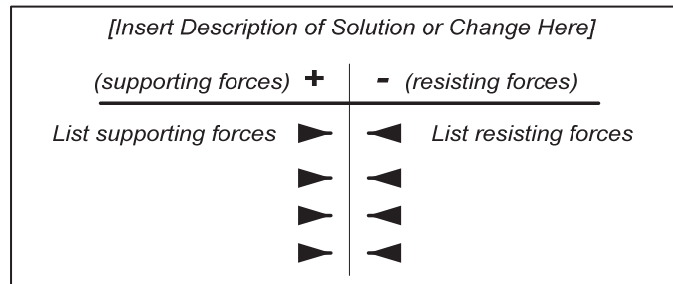 [Insert Description of Solution or Change Here]
(supporting forces) + - (resisting forces)
List supporting forces List resisting forces